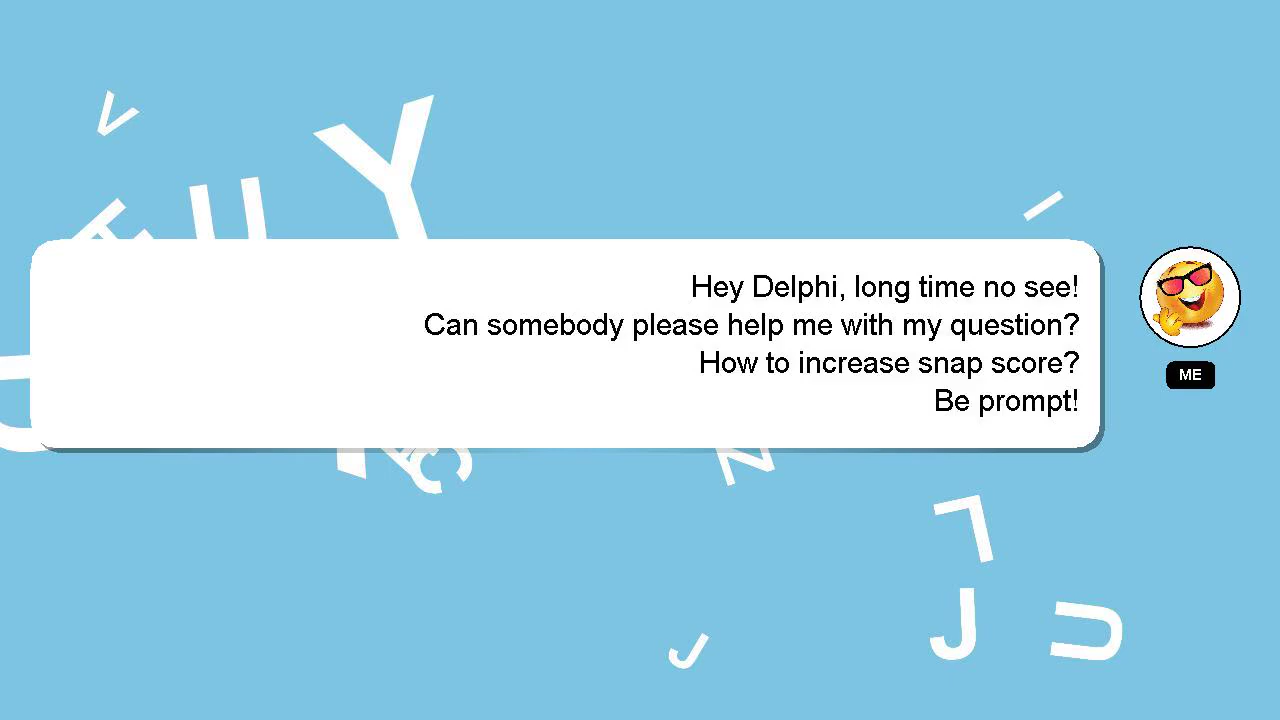 V
Y
U
I
Hey Delphi, long time no see!
Can somebody please help me with my question?
How to increase snap score?
Be prompt!
ME
C
N
L
J
U
J